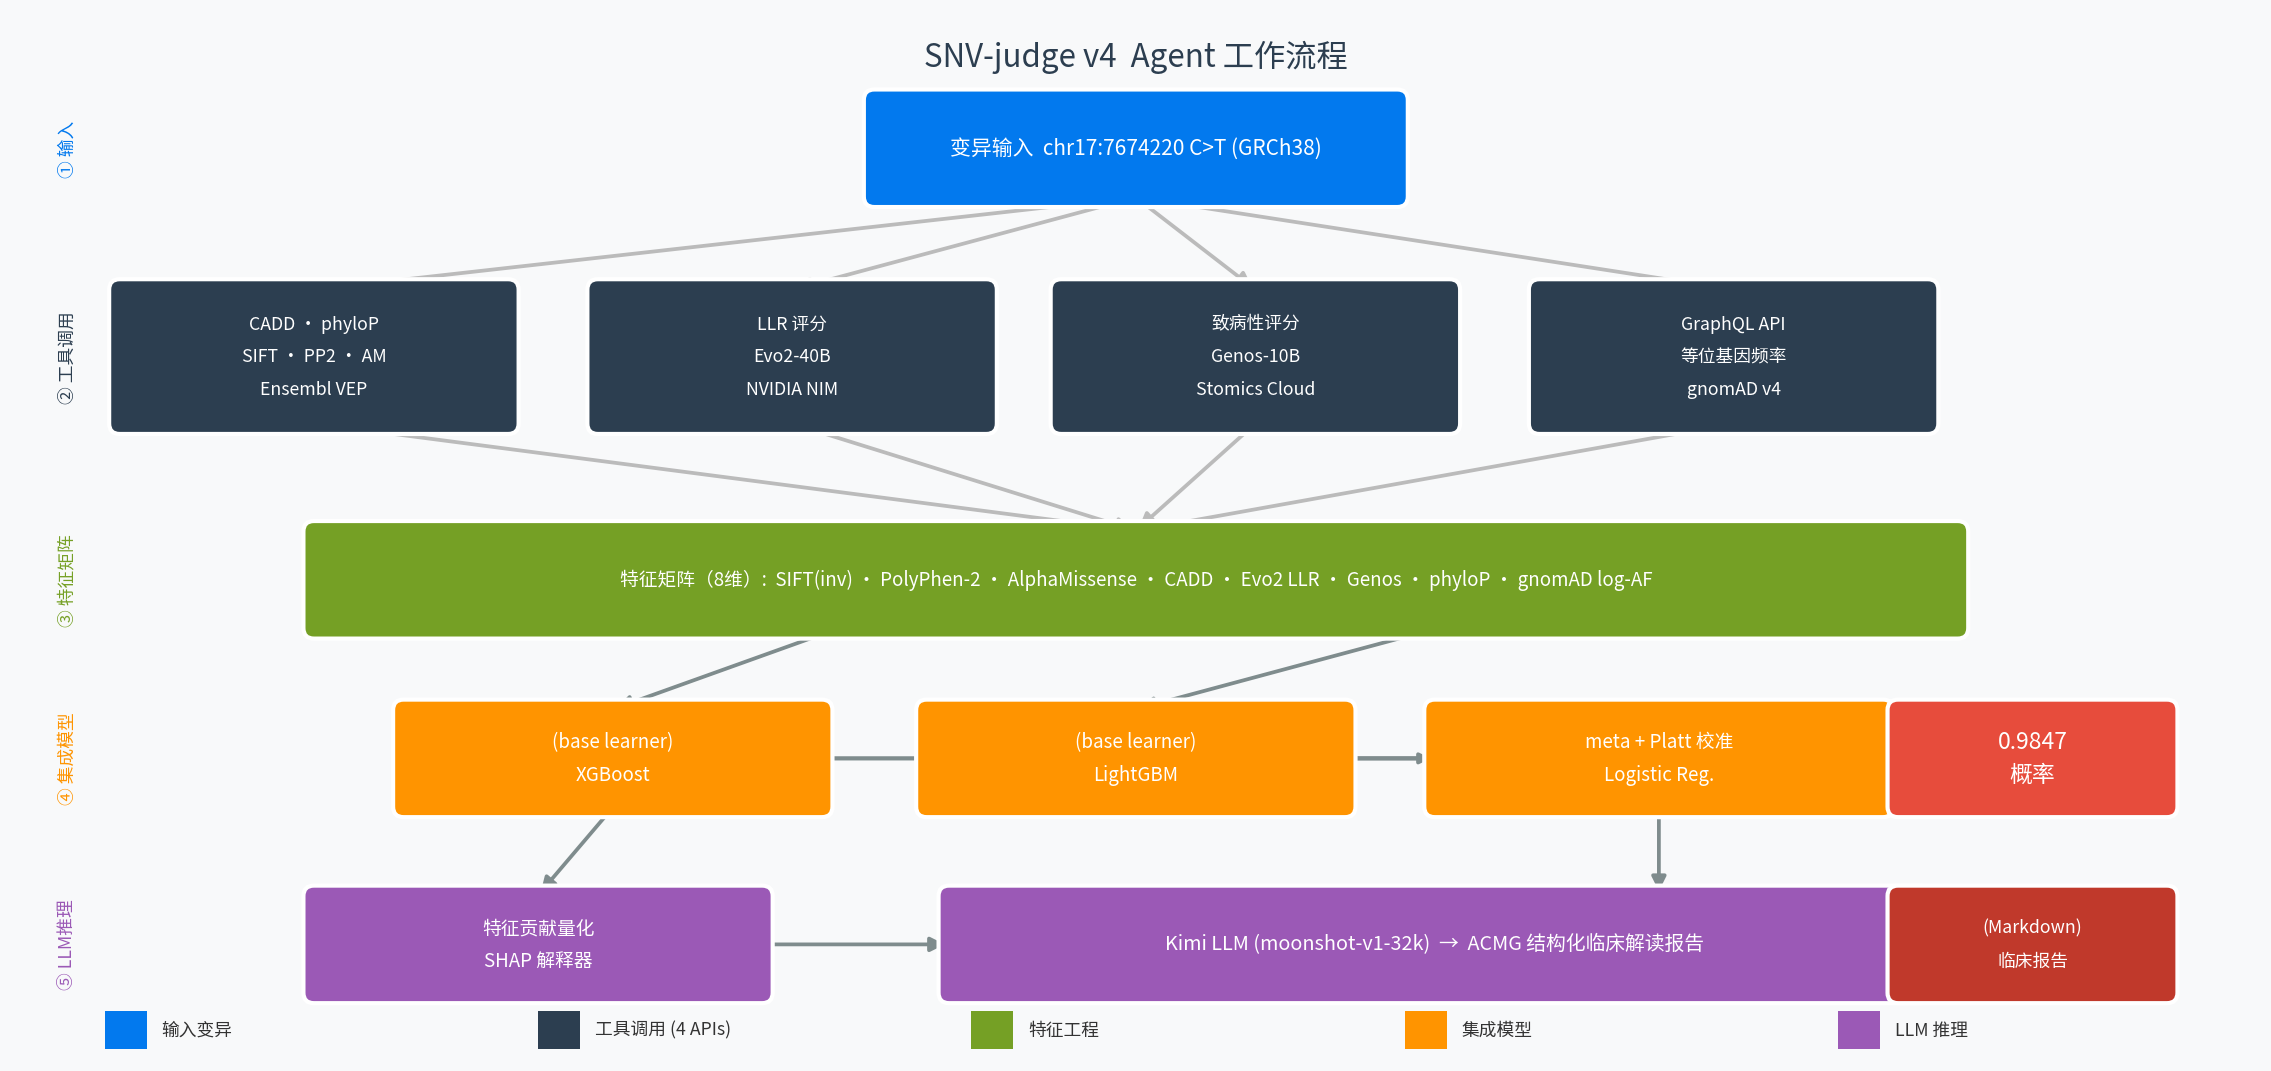 SNV-judge v4  Agent 工作流程
① 输入
变异输入  chr17:7674220 C>T (GRCh38)
② 工具调用
CADD · phyloP
SIFT · PP2 · AM
Ensembl VEP
LLR 评分
Evo2-40B
NVIDIA NIM
致病性评分
Genos-10B
Stomics Cloud
GraphQL API
等位基因频率
gnomAD v4
③ 特征矩阵
特征矩阵（8维）: SIFT(inv) · PolyPhen-2 · AlphaMissense · CADD · Evo2 LLR · Genos · phyloP · gnomAD log-AF
④ 集成模型
(base learner)
XGBoost
(base learner)
LightGBM
meta + Platt 校准
Logistic Reg.
0.9847
概率
⑤ LLM推理
特征贡献量化
SHAP 解释器
Kimi LLM (moonshot-v1-32k) → ACMG 结构化临床解读报告
(Markdown)
临床报告
输入变异
工具调用 (4 APIs)
特征工程
集成模型
LLM 推理